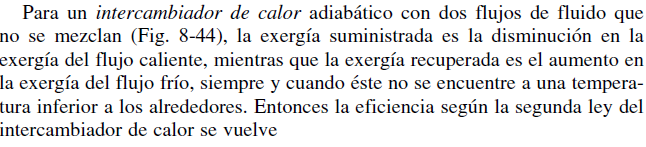 Para un intercambiador de calor adiabático con dos flujos de fluido que
no se mezclan (Fig. 8-44), la exergía suministrada es la disminución en la
exergía del flujo caliente, mientras que la exergía recuperada es el aumento en
la exergía del flujo frío, siempre y cuando éste no se encuentre a una tempera-
tura inferior a los alrededores. Entonces la eficiencia según la segunda ley del
intercambiador de calor se vuelve